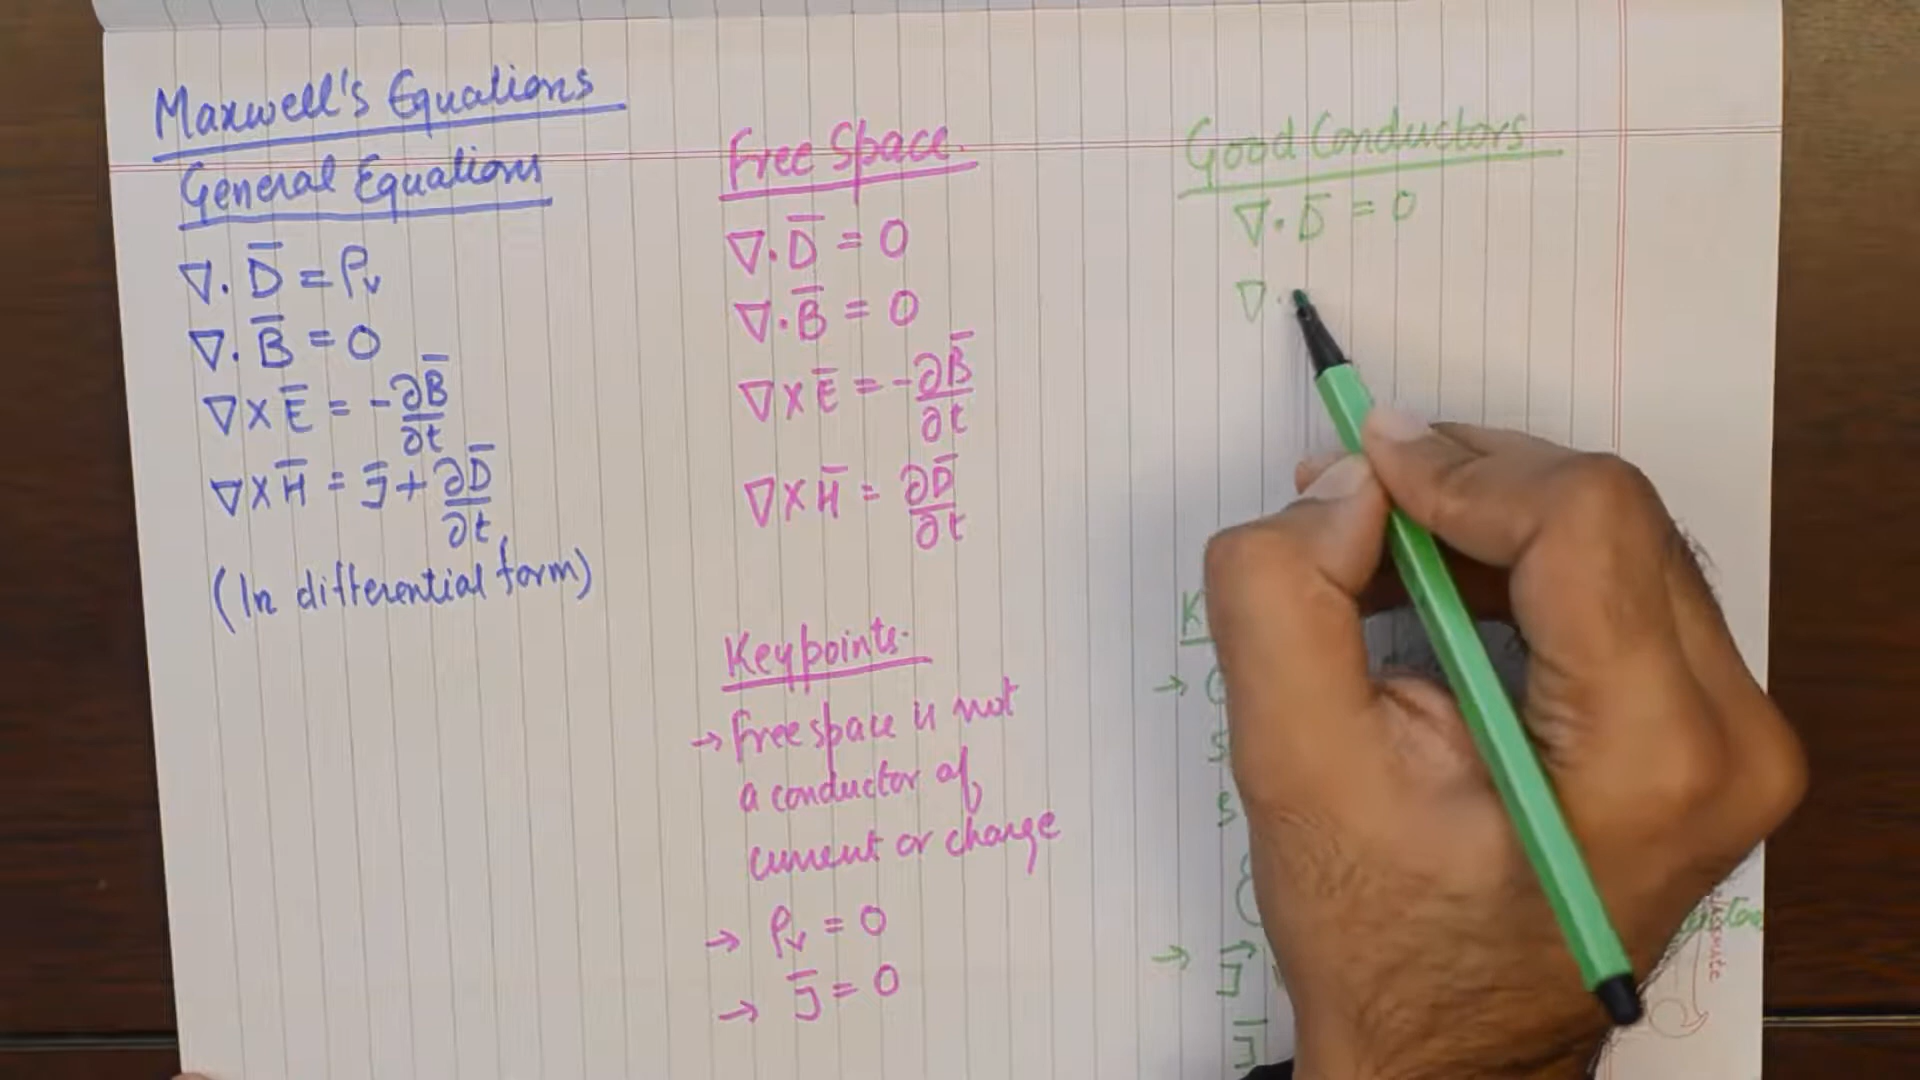 Maxwell's Equations
General Equations
∇. D̅ = ρᵥ
∇. B̅ = 0
∇ X E̅ = - ∂B̅/∂t
∇ X H̅ = J̅ + ∂D̅/∂t
(In differential form)
Free Space.
∇. D̅ = 0
∇. B̅ = 0
∇ X E̅ = - ∂B̅/∂t
∇ X H̅ = ∂D̅/∂t
Keypoints.
→ Free space is not
a conductor of
current or charge
→ ρᵥ = 0
→ J̅ = 0
Good Conductors
∇. D̅ = 0
∇.